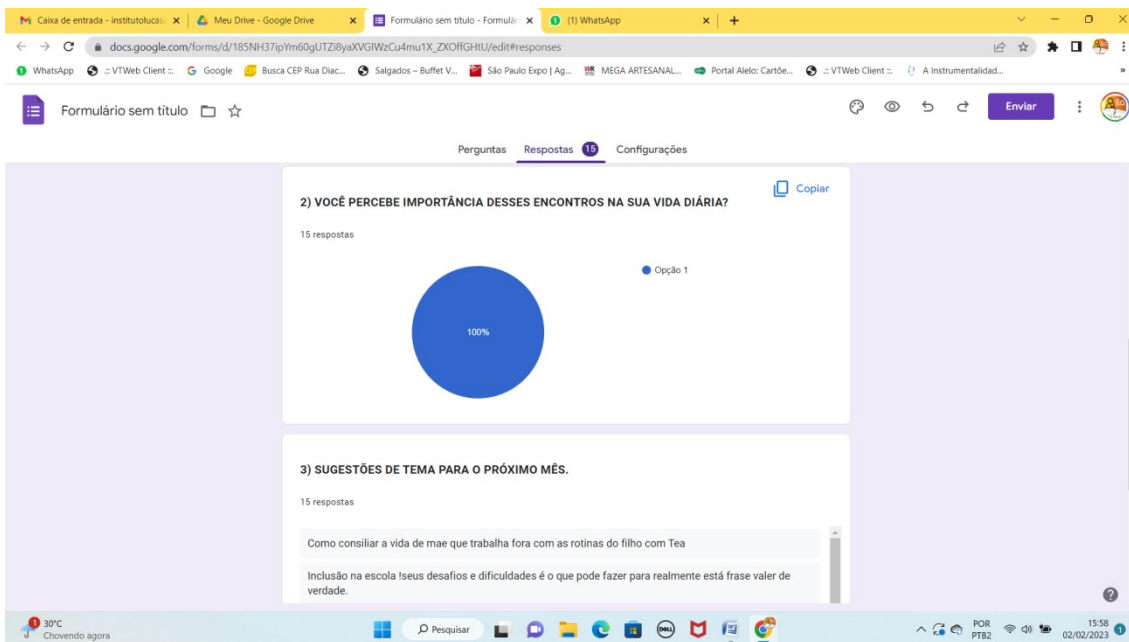 Caixa de entrada - institutolucas
Meu Drive - Google Drive
Formulário sem título - Formulár
(1) WhatsApp
docs.google.com/forms/d/185NH37ipYm60gUTZi8yaXVGIWzCu4mu1X_ZXOffGHtU/edit#responses
WhatsApp
.:: VTWeb Client ::.
Google
Busca CEP Rua Diac...
Salgados – Buffet V...
São Paulo Expo | Ag...
MEGA ARTESANAL...
Portal Alelo: Cartõe...
.:: VTWeb Client ::.
A Instrumentalidad...
»
Formulário sem título
Enviar
Perguntas Respostas 15 Configurações
Copiar
2) VOCÊ PERCEBE IMPORTÂNCIA DESSES ENCONTROS NA SUA VIDA DIÁRIA?
15 respostas
Opção 1
100%
3) SUGESTÕES DE TEMA PARA O PRÓXIMO MÊS.
15 respostas
Como consiliar a vida de mae que trabalha fora com as rotinas do filho com Tea
Inclusão na escola !seus desafios e dificuldades é o que pode fazer para realmente está frase valer de
verdade.
1
30°C
Chovendo agora
Pesquisar
DELL
POR
PTB2
15:58
02/02/2023
1